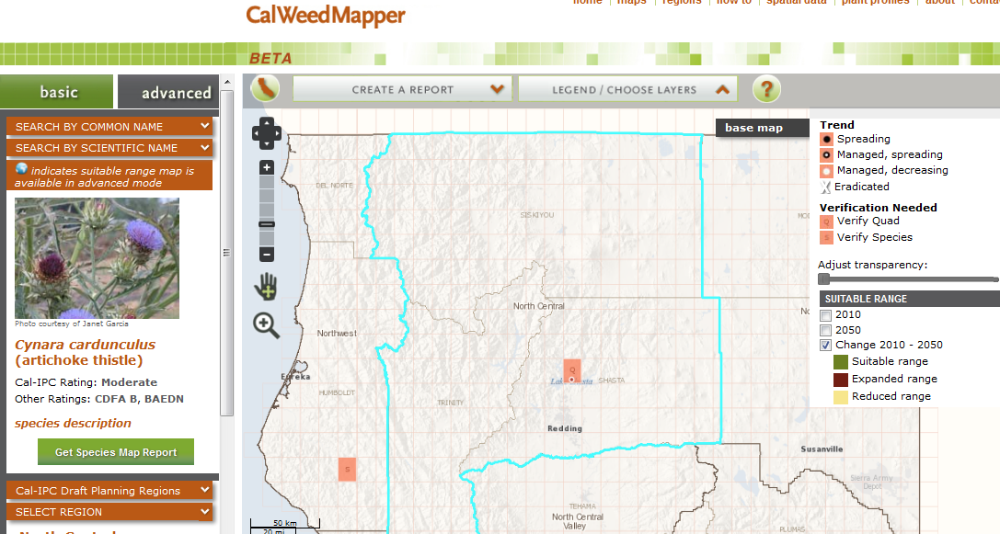 home | maps | regions | how to | spatial data | plant profiles | about
CalWeedMapper
BETA
basic
advanced
CREATE A REPORT
LEGEND / CHOOSE LAYERS
?
SEARCH BY COMMON NAME
SEARCH BY SCIENTIFIC NAME
indicates suitable range map is
available in advanced mode
Photo courtesy of Janet Garcia
Cynara cardunculus
(artichoke thistle)
Cal-IPC Rating: Moderate
Other Ratings: CDFA B, BAEDN
species description
Get Species Map Report
Cal-IPC Draft Planning Regions
SELECT REGION
base map
DEL NORTE
SISKIYOU
North Central
Northwest
Eureka
HUMBOLDT
TRINITY
Q
SHASTA
Redding
S
Susanville
Sierra Army
Depot
TEHAMA
North Central
Valley
PLUMAS
50 km
20 mi
Trend
Spreading
Managed, spreading
Managed, decreasing
Eradicated
Verification Needed
Q Verify Quad
S Verify Species
Adjust transparency:
SUITABLE RANGE
2010
2050
Change 2010 - 2050
Suitable range
Expanded range
Reduced range